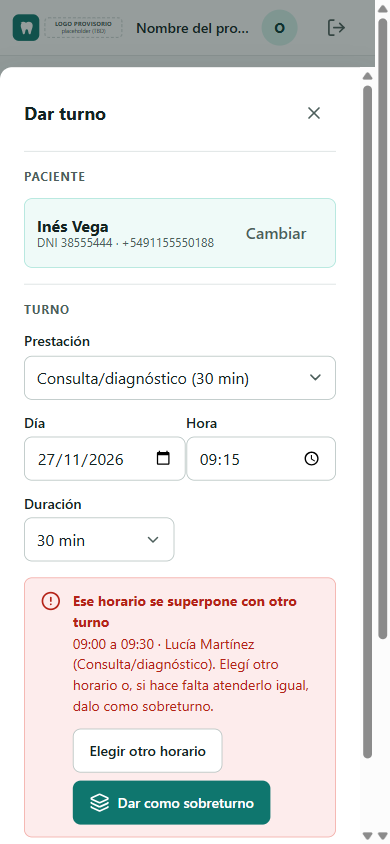 LOGO PROVISORIO
placeholder (180)
Nombre del pro...
O
Dar turno
PACIENTE
Inés Vega
DNI 38555444 · +5491155550188
Cambiar
TURNO
Prestación
Consulta/diagnóstico (30 min)
Día
Hora
27/11/2026
09:15
Duración
30 min
Ese horario se superpone con otro
turno
09:00 a 09:30 · Lucía Martínez
(Consulta/diagnóstico). Elegí otro
horario o, si hace falta atenderlo igual,
dalo como sobreturno.
Elegir otro horario
Dar como sobreturno